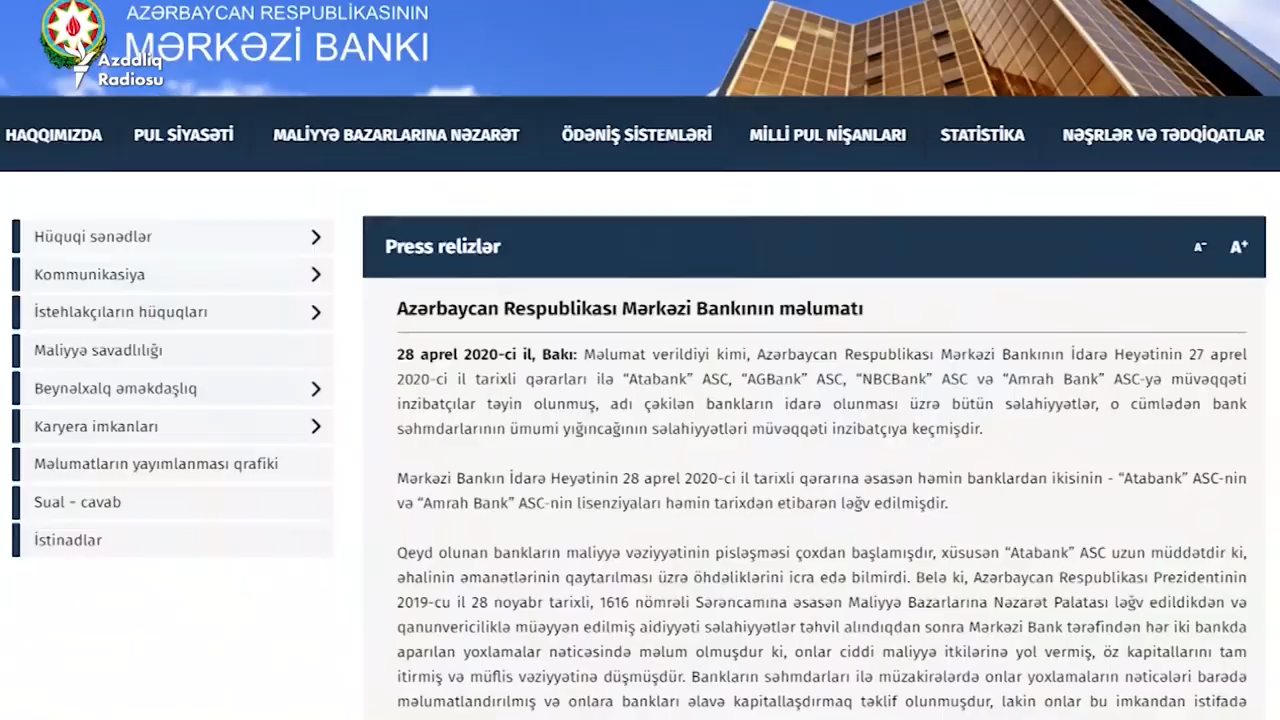 AZƏRBAYCAN RESPUBLİKASININ
MƏRKƏZİ BANKI
Azadlıq
Radiosu
HAQQIMIZDA PUL SİYASƏTİ MALİYYƏ BAZARLARINA NƏZARƏT ÖDƏNİŞ SİSTEMLƏRİ MİLLİ PUL NİŞANLARI STATİSTİKA NƏŞRLƏR VƏ TƏDQİQATLAR
Hüquqi sənədlər
Kommunikasiya
İstehlakçıların hüquqları
Maliyyə savadlılığı
Beynəlxalq əməkdaşlıq
Karyera imkanları
Məlumatların yayımlanması qrafiki
Sual - cavab
İstinadlar
Press relizlər A⁻ A⁺
Azərbaycan Respublikası Mərkəzi Bankının məlumatı
28 aprel 2020-ci il, Bakı: Məlumat verildiyi kimi, Azərbaycan Respublikası Mərkəzi Bankının İdarə Heyətinin 27 aprel
2020-ci il tarixli qərarları ilə “Atabank” ASC, “AGBank” ASC, “NBCBank” ASC və “Amrah Bank” ASC-yə müvəqqəti
inzibatçılar təyin olunmuş, adı çəkilən bankların idarə olunması üzrə bütün səlahiyyətlər, o cümlədən bank
səhmdarlarının ümumi yığıncağının səlahiyyətləri müvəqqəti inzibatçıya keçmişdir.
Mərkəzi Bankın İdarə Heyətinin 28 aprel 2020-ci il tarixli qərarına əsasən həmin banklardan ikisinin - “Atabank” ASC-nin
və “Amrah Bank” ASC-nin lisenziyaları həmin tarixdən etibarən ləğv edilmişdir.
Qeyd olunan bankların maliyyə vəziyyətinin pisləşməsi çoxdan başlamışdır, xüsusən “Atabank” ASC uzun müddətdir ki,
əhalinin əmanətlərinin qaytarılması üzrə öhdəliklərini icra edə bilmirdi. Belə ki, Azərbaycan Respublikası Prezidentinin
2019-cu il 28 noyabr tarixli, 1616 nömrəli Sərəncamına əsasən Maliyyə Bazarlarına Nəzarət Palatası ləğv edildikdən və
qanunvericiliklə müəyyən edilmiş aidiyyəti səlahiyyətlər təhvil alındıqdan sonra Mərkəzi Bank tərəfindən hər iki bankda
aparılan yoxlamalar nəticəsində məlum olmuşdur ki, onlar ciddi maliyyə itkilərinə yol vermiş, öz kapitallarını tam
itirmiş və müflis vəziyyətinə düşmüşdür. Bankların səhmdarları ilə müzakirələrdə onlar yoxlamaların nəticələri barədə
məlumatlandırılmış və onlara bankları əlavə kapitallaşdırmaq təklif olunmuşdur, lakin onlar bu imkandan istifadə